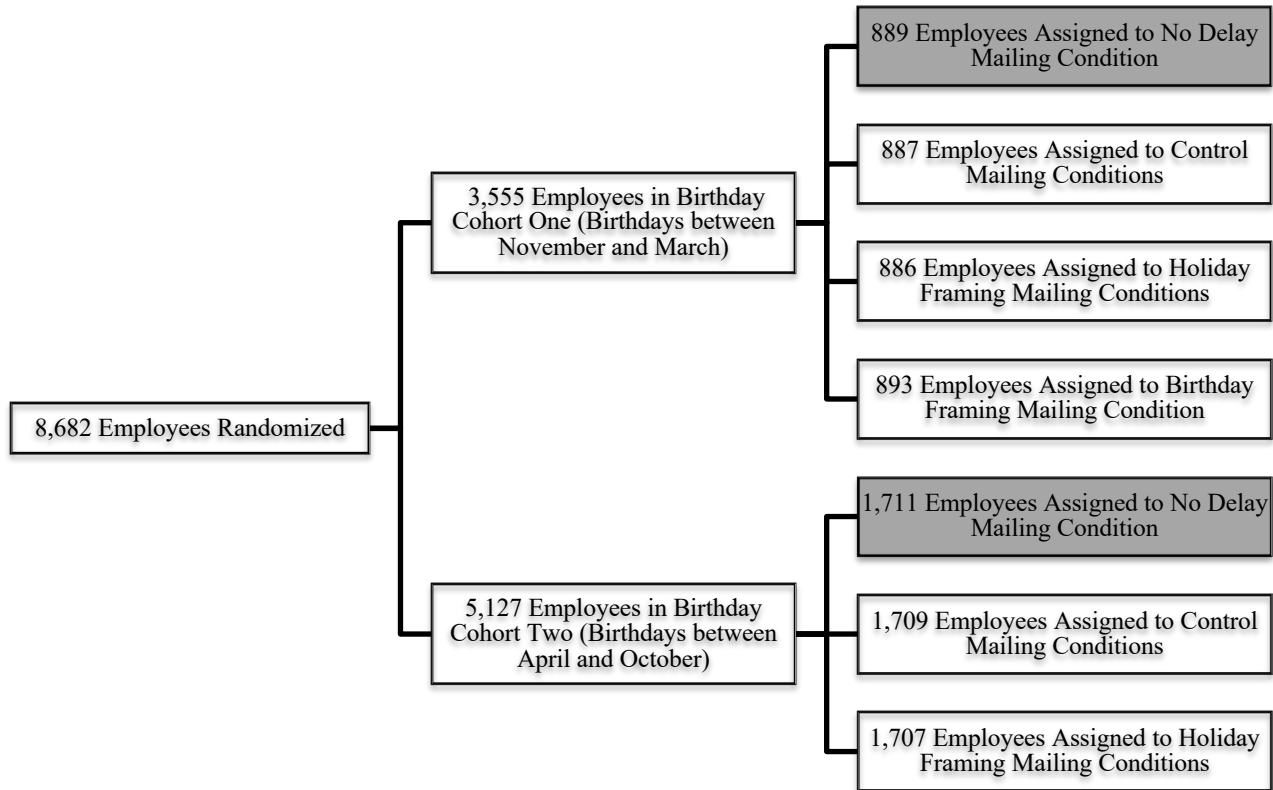 8,682 Employees Randomized
3,555 Employees in Birthday
Cohort One (Birthdays between
November and March)
889 Employees Assigned to No Delay
Mailing Condition
887 Employees Assigned to Control
Mailing Conditions
886 Employees Assigned to Holiday
Framing Mailing Conditions
893 Employees Assigned to Birthday
Framing Mailing Condition
5,127 Employees in Birthday
Cohort Two (Birthdays between
April and October)
1,711 Employees Assigned to No Delay
Mailing Condition
1,709 Employees Assigned to Control
Mailing Conditions
1,707 Employees Assigned to Holiday
Framing Mailing Conditions